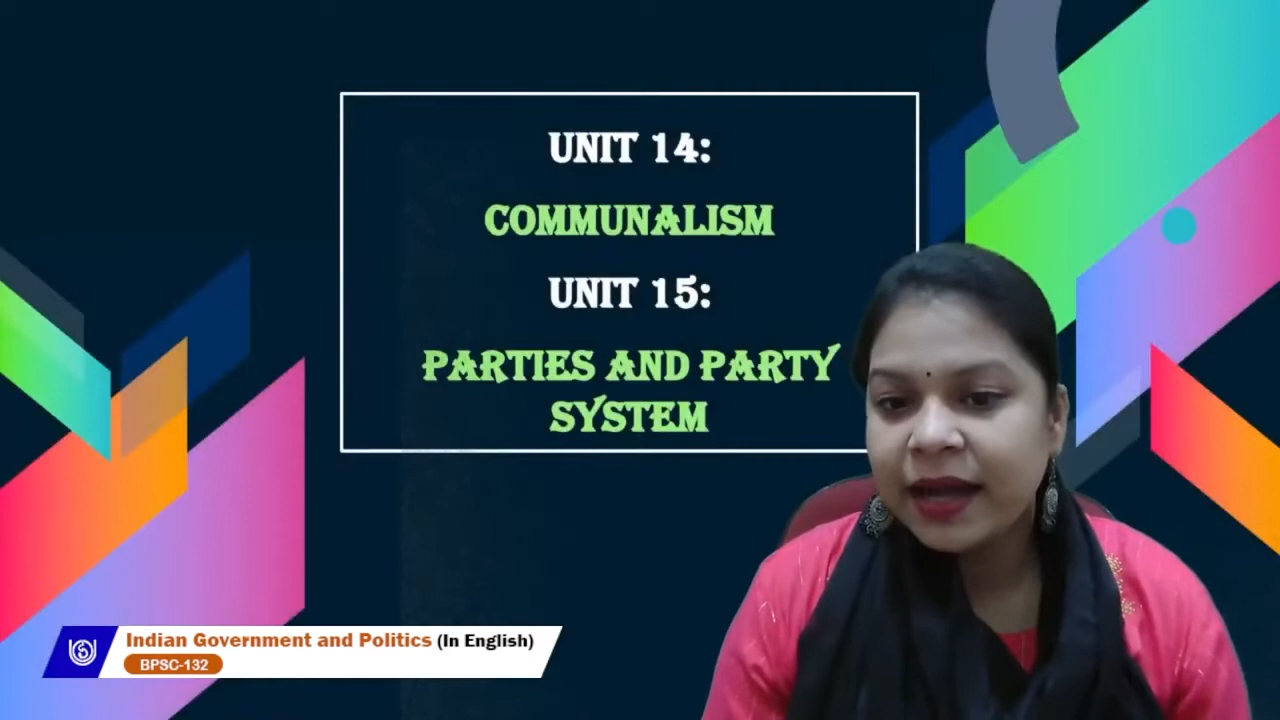 UNIT 14:
COMMUNALISM
UNIT 15:
PARTIES AND PARTY
SYSTEM
Indian Government and Politics (In English)
BPSC-132